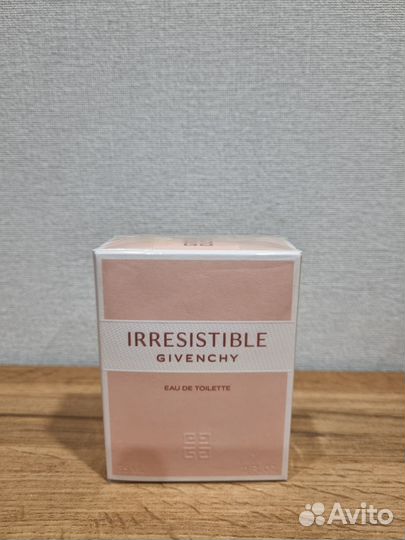 IRRESISTIBLE
GIVENCHY
EAU DE TOILETTE
Avito